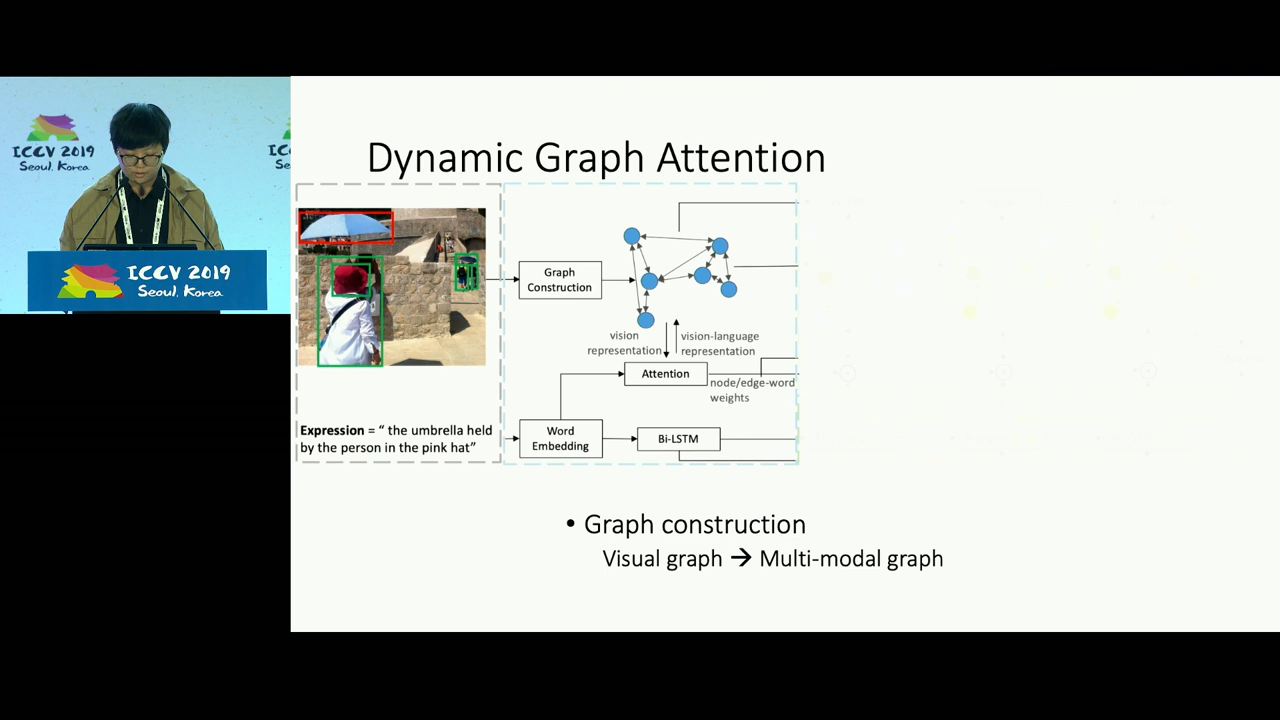 ICCV 2019
Seoul, Korea
ICCV 2019
Seoul, Korea
Dynamic Graph Attention
Graph
Construction
vision
representation
vision-language
representation
Attention
node/edge-word
weights
Expression = “ the umbrella held
by the person in the pink hat”
Word
Embedding
Bi-LSTM
• Graph construction
Visual graph → Multi-modal graph